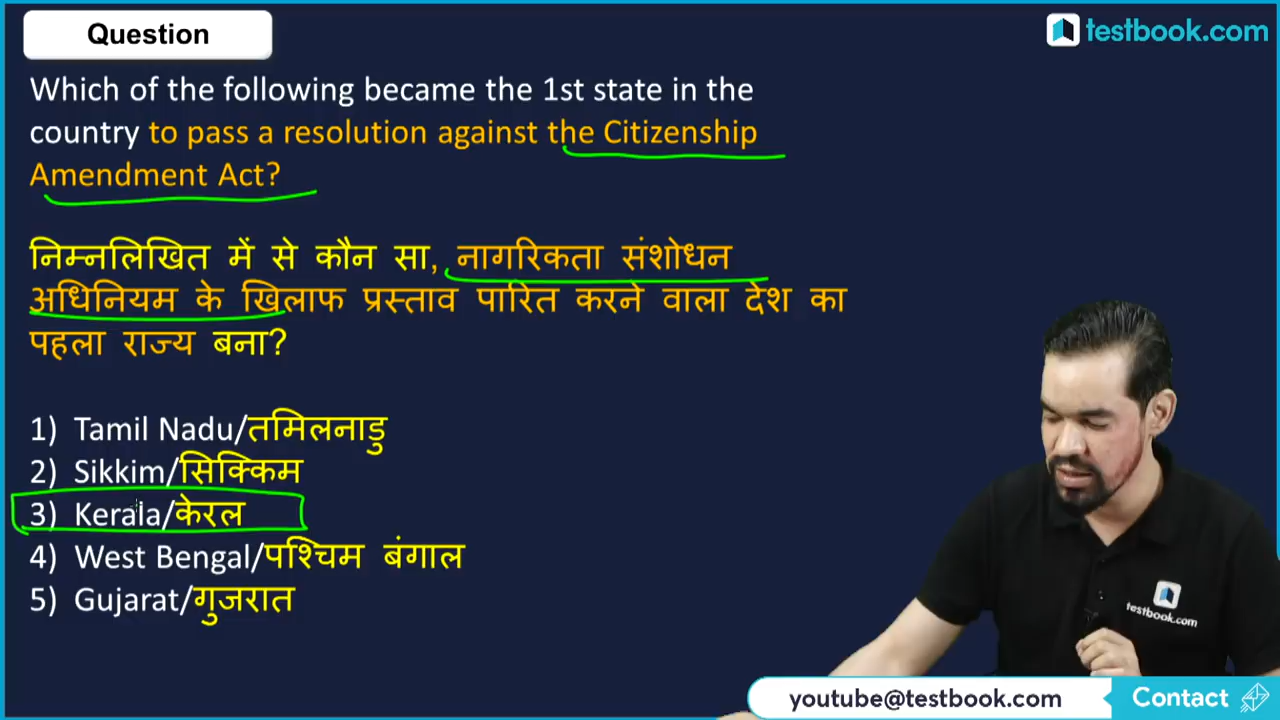 Question
testbook.com
Which of the following became the 1st state in the
country to pass a resolution against the Citizenship
Amendment Act?
निम्नलिखित में से कौन सा, नागरिकता संशोधन
अधिनियम के खिलाफ प्रस्ताव पारित करने वाला देश का
पहला राज्य बना?
1) Tamil Nadu/तमिलनाडु
2) Sikkim/सिक्किम
3) Kerala/केरल
4) West Bengal/पश्चिम बंगाल
5) Gujarat/गुजरात
testbook.com
youtube@testbook.com
Contact